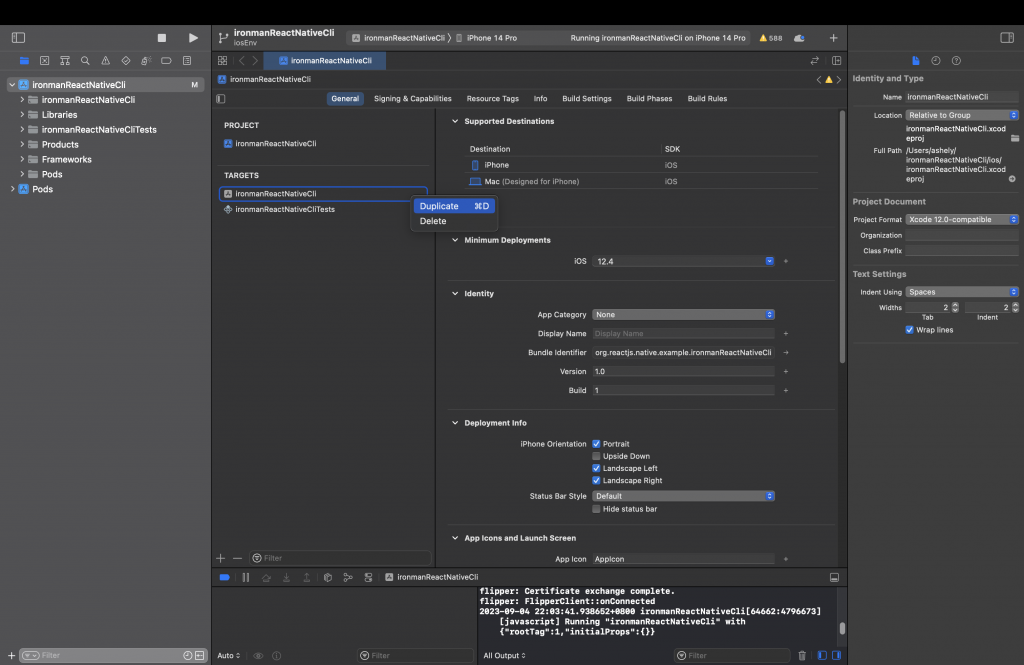 ironmanReactNativeCli
iosEnv
ironmanReactNativeCli
iPhone 14 Pro
Running ironmanReactNativeCli on iPhone 14 Pro
588
ironmanReactNativeCli
M
ironmanReactNativeCli
Libraries
ironmanReactNativeCliTests
Products
Frameworks
Pods
Pods
Filter
ironmanReactNativeCli
ironmanReactNativeCli
General
Signing & Capabilities
Resource Tags
Info
Build Settings
Build Phases
Build Rules
PROJECT
ironmanReactNativeCli
TARGETS
ironmanReactNativeCli
ironmanReactNativeCliTests
Duplicate ⌘D
Delete
Filter
Supported Destinations
Destination SDK
iPhone iOS
Mac (Designed for iPhone) iOS
Minimum Deployments
iOS 12.4
Identity
App Category None
Display Name Display Name
Bundle Identifier org.reactjs.native.example.ironmanReactNativeCli
Version 1.0
Build 1
Deployment Info
iPhone Orientation Portrait
Upside Down
Landscape Left
Landscape Right
Status Bar Style Default
Hide status bar
App Icons and Launch Screen
App Icon AppIcon
ironmanReactNativeCli
flipper: Certificate exchange complete.
flipper: FlipperClient::onConnected
2023-09-04 22:03:41.938652+0800 ironmanReactNativeCli[64662:4796673]
[javascript] Running "ironmanReactNativeCli" with
{"rootTag":1,"initialProps":{}}
Auto
Filter
All Output
Filter
Identity and Type
Name ironmanReactNativeCli
Location Relative to Group
ironmanReactNativeCli.xcod
eproj
Full Path /Users/ashely/
ironmanReactNativeCli/ios/
ironmanReactNativeCli.xcod
eproj
Project Document
Project Format Xcode 12.0-compatible
Organization
Class Prefix
Text Settings
Indent Using Spaces
Widths 2 2
Tab Indent
Wrap lines